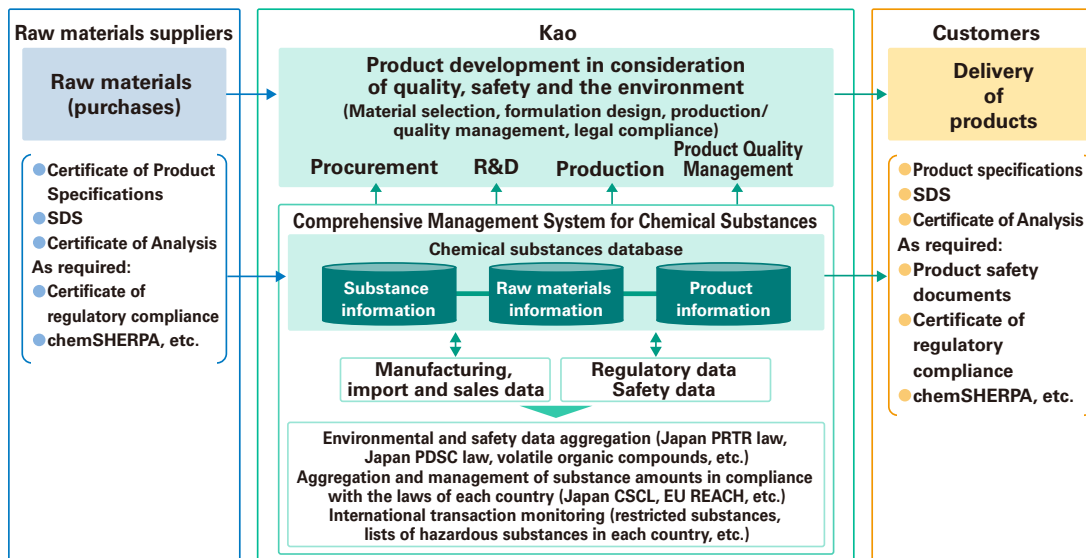 Raw materials suppliers
Raw materials
(purchases)
Certificate of Product
Specifications
SDS
Certificate of Analysis
As required:
Certificate of
regulatory compliance
chemSHERPA, etc.
Kao
Product development in consideration
of quality, safety and the environment
(Material selection, formulation design, production/
quality management, legal compliance)
Procurement
R&D
Production
Product Quality
Management
Comprehensive Management System for Chemical Substances
Chemical substances database
Substance
information
Raw materials
information
Product
information
Manufacturing,
import and sales data
Regulatory data
Safety data
Environmental and safety data aggregation (Japan PRTR law,
Japan PDSC law, volatile organic compounds, etc.)
Aggregation and management of substance amounts in compliance
with the laws of each country (Japan CSCL, EU REACH, etc.)
International transaction monitoring (restricted substances,
lists of hazardous substances in each country, etc.)
Customers
Delivery
of
products
Product specifications
SDS
Certificate of Analysis
As required:
Product safety
documents
Certificate of
regulatory
compliance
chemSHERPA, etc.